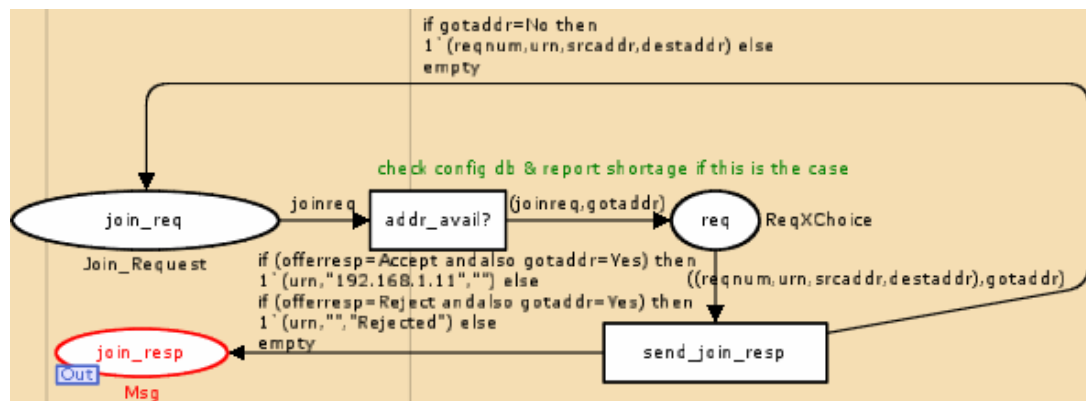 if gotaddr=No then
1`(reqnum,urn,srcaddr,destaddr) else
empty
check config db & report shortage if this is the case
join_req
joinreq
addr_avail?
(joinreq,gotaddr)
req
ReqXChoice
Join_Request
if (offerresp=Accept andalso gotaddr=Yes) then
1`(urn,"192.168.1.11","") else
((reqnum,urn,srcaddr,destaddr),gotaddr)
if (offerresp=Reject andalso gotaddr=Yes) then
1`(urn,"","Rejected") else
empty
join_resp
send_join_resp
Out
Msg